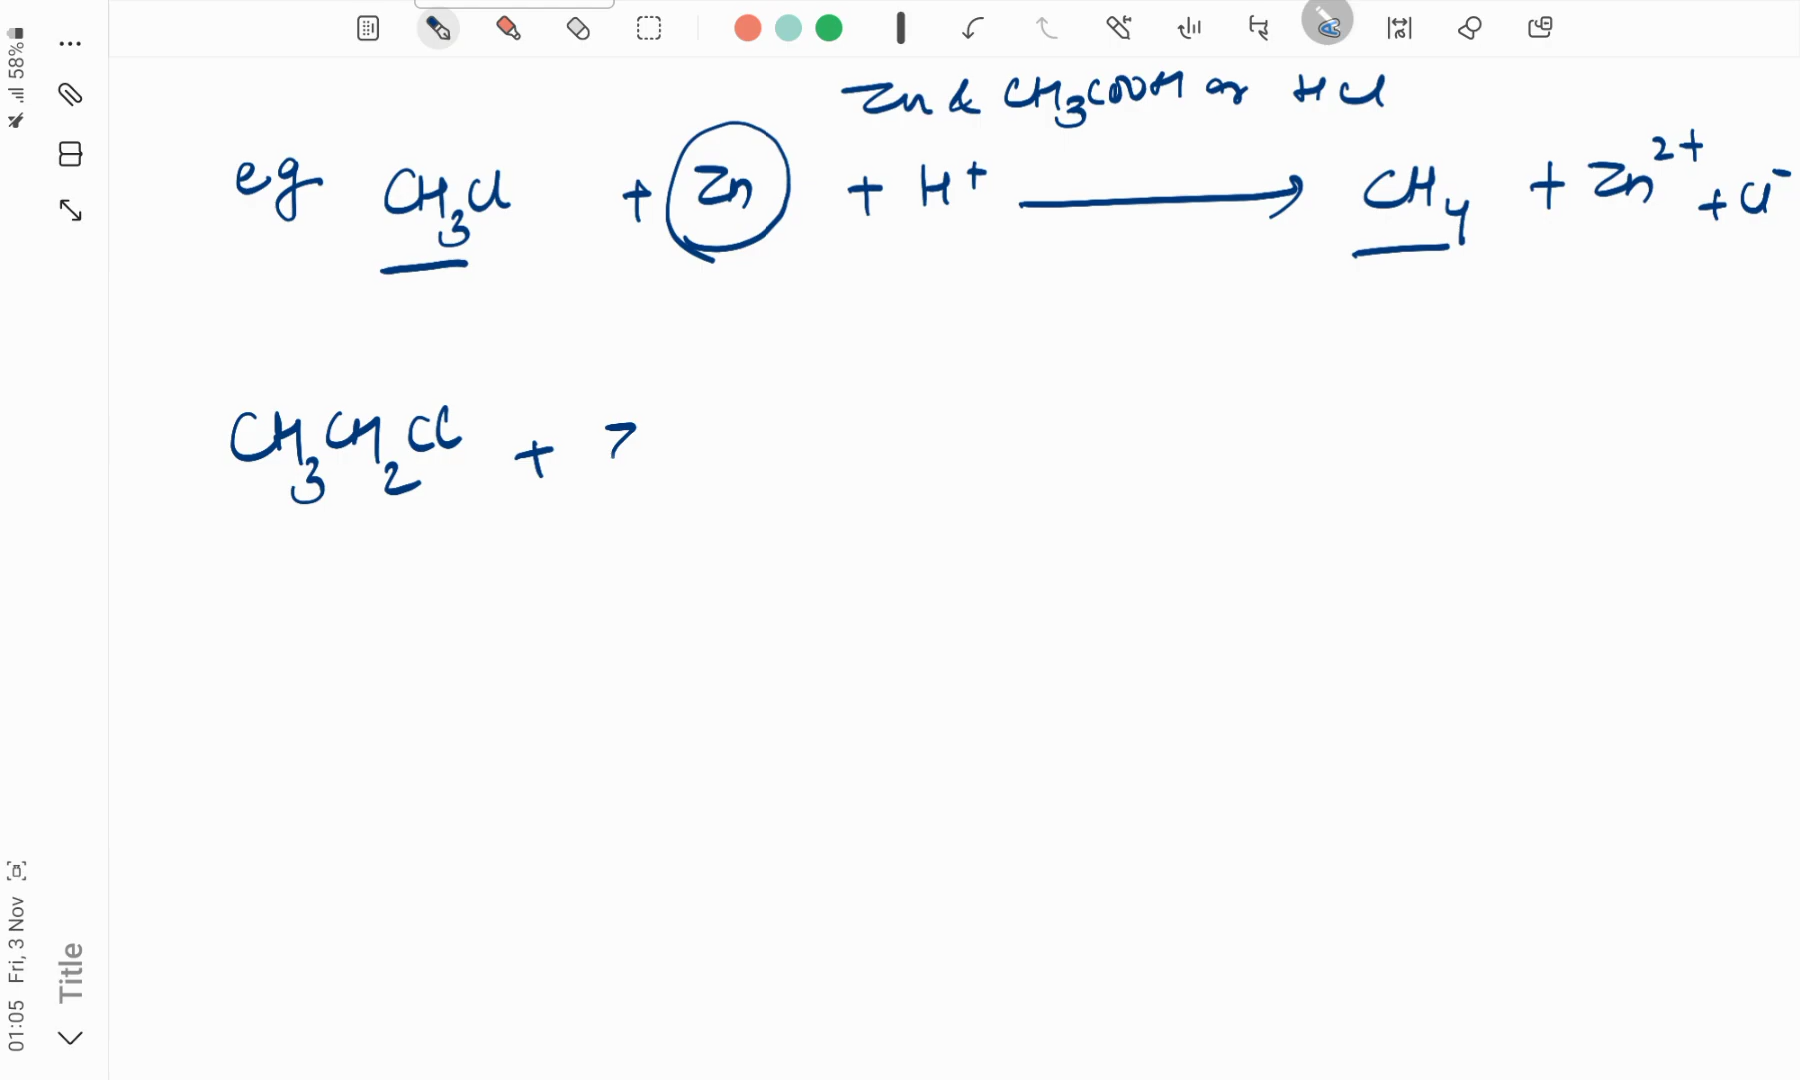 Zn & CH3COOH or HCl
eg CH3Cl + Zn + H+ ⟶ CH4 + Zn2+ + Cl-
CH3CH2Cl + Z
58%
01:05 Fri, 3 Nov
Title